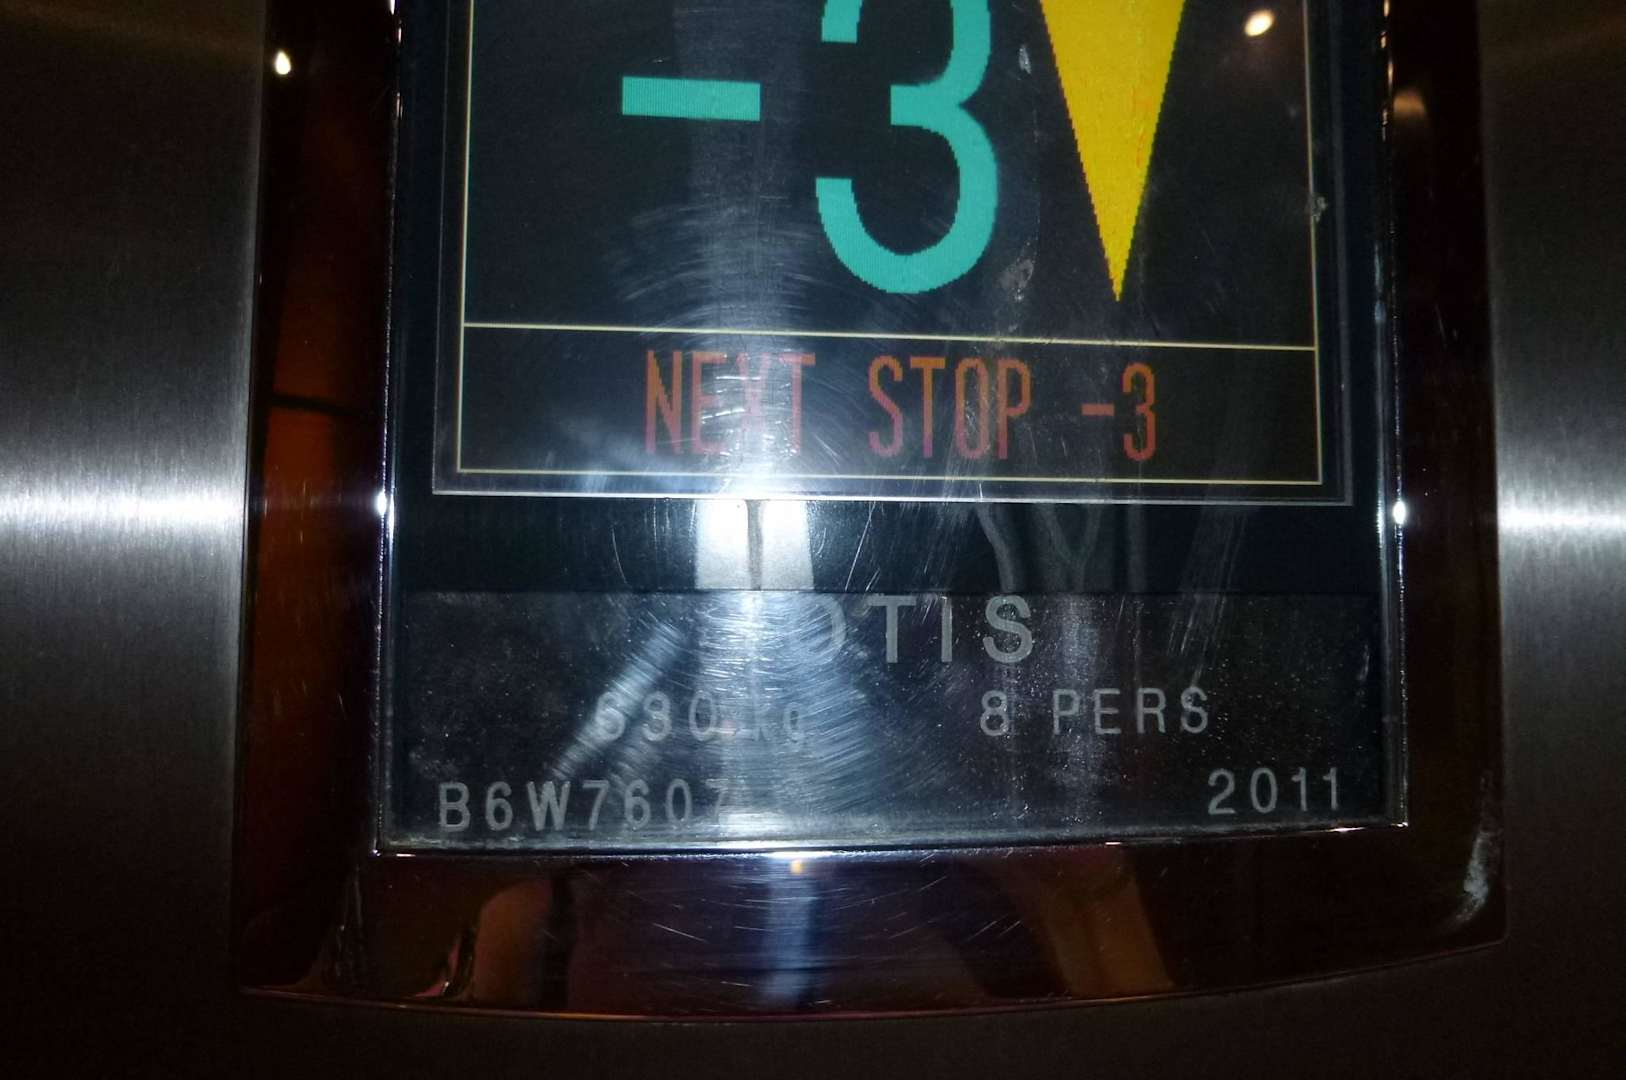 -3
NEXT STOP -3
OTIS
630 kg 8 PERS
B6W7607 2011